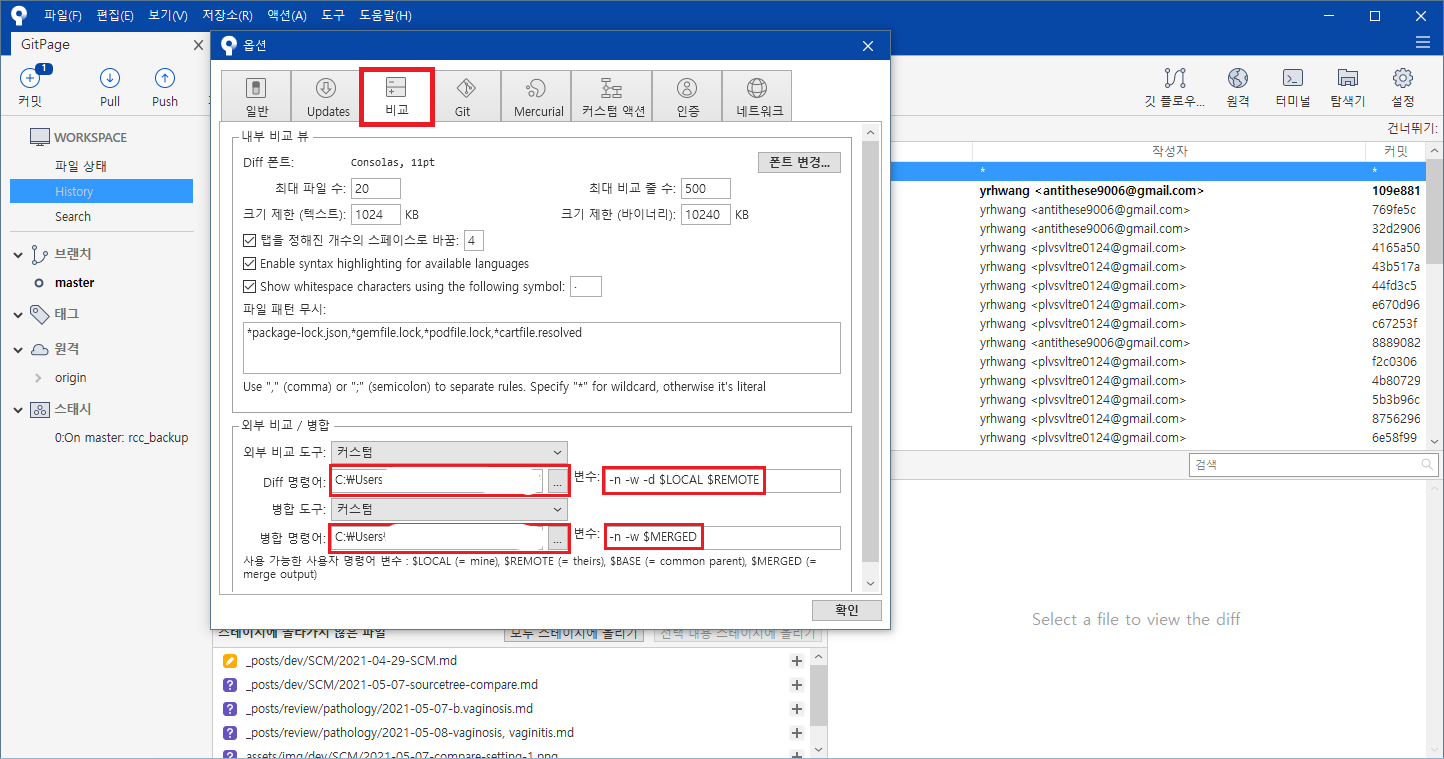 파일(F) 편집(E) 보기(V) 저장소(R) 액션(A) 도구 도움말(H)
GitPage
1
커밋
Pull
Push
깃 플로우...
원격
터미널
탐색기
설정
WORKSPACE
파일 상태
History
Search
브랜치
master
태그
원격
origin
스태시
0:On master: rcc_backup
옵션
일반
Updates
비교
Git
Mercurial
커스텀 액션
인증
네트워크
내부 비교 뷰
Diff 폰트: Consolas, 11pt 폰트 변경...
최대 파일 수: 20 최대 비교 줄 수: 500
크기 제한 (텍스트): 1024 KB 크기 제한 (바이너리): 10240 KB
탭을 정해진 개수의 스페이스로 바꿈: 4
Enable syntax highlighting for available languages
Show whitespace characters using the following symbol: ·
파일 패턴 무시:
*package-lock.json,*gemfile.lock,*podfile.lock,*cartfile.resolved
Use "," (comma) or ";" (semicolon) to separate rules. Specify "*" for wildcard, otherwise it's literal
외부 비교 / 병합
외부 비교 도구: 커스텀
Diff 명령어: C:₩Users ... 변수: -n -w -d $LOCAL $REMOTE
병합 도구: 커스텀
병합 명령어: C:₩Users ... 변수: -n -w $MERGED
사용 가능한 사용자 명령어 변수 : $LOCAL (= mine), $REMOTE (= theirs), $BASE (= common parent), $MERGED (=
merge output)
확인
건너뛰기:
작성자 커밋
* *
yrhwang <antithese9006@gmail.com> 109e881
yrhwang <antithese9006@gmail.com> 769fe5c
yrhwang <antithese9006@gmail.com> 32d2906
yrhwang <plvsvltre0124@gmail.com> 4165a50
yrhwang <plvsvltre0124@gmail.com> 43b517a
yrhwang <plvsvltre0124@gmail.com> 44fd3c5
yrhwang <plvsvltre0124@gmail.com> e670d96
yrhwang <plvsvltre0124@gmail.com> c67253f
yrhwang <antithese9006@gmail.com> 8889082
yrhwang <plvsvltre0124@gmail.com> f2c0306
yrhwang <plvsvltre0124@gmail.com> 4b80729
yrhwang <plvsvltre0124@gmail.com> 5b3b96c
yrhwang <plvsvltre0124@gmail.com> 8756296
yrhwang <plvsvltre0124@gmail.com> 6e58f99
검색
Select a file to view the diff
스테이지에 올라가지 않은 파일 모두 스테이지에 올리기 선택 내용 스테이지에 올리기
_posts/dev/SCM/2021-04-29-SCM.md
_posts/dev/SCM/2021-05-07-sourcetree-compare.md
_posts/review/pathology/2021-05-07-b.vaginosis.md
_posts/review/pathology/2021-05-08-vaginosis, vaginitis.md
assets/img/dev/SCM/2021-05-07-compare-setting-1.png